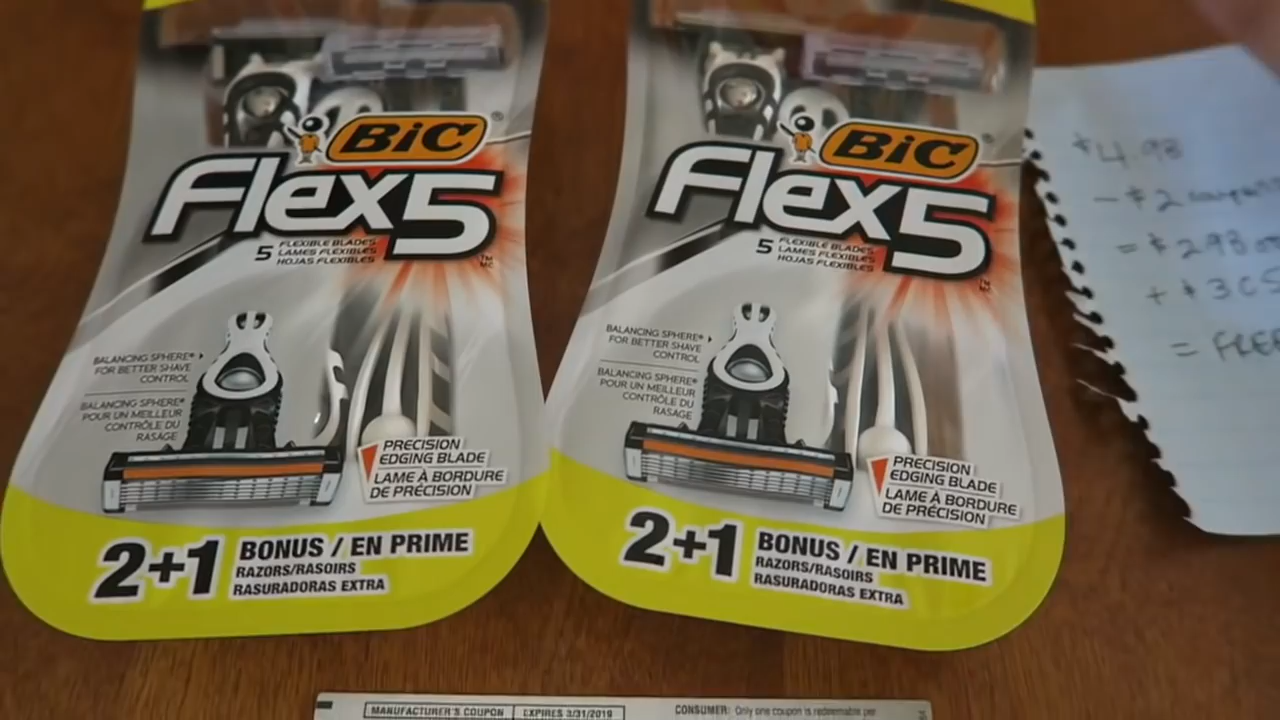 BiC®
Flex5
5 FLEXIBLE BLADES
LAMES FLEXIBLES
HOJAS FLEXIBLES
TM
MC
BALANCING SPHERE®
FOR BETTER SHAVE
CONTROL
BALANCING SPHERE®
POUR UN MEILLEUR
CONTRÔLE DU
RASAGE
PRECISION
EDGING BLADE
LAME À BORDURE
DE PRÉCISION
2+1 BONUS / EN PRIME
RAZORS/RASOIRS
RASURADORAS EXTRA
BiC®
Flex5
5 FLEXIBLE BLADES
LAMES FLEXIBLES
HOJAS FLEXIBLES
BALANCING SPHERE®
FOR BETTER SHAVE
CONTROL
BALANCING SPHERE®
POUR UN MEILLEUR
CONTRÔLE DU
RASAGE
PRECISION
EDGING BLADE
LAME À BORDURE
DE PRÉCISION
2+1 BONUS / EN PRIME
RAZORS/RASOIRS
RASURADORAS EXTRA
$4.98
- $2
= $2.98
+ $3
=
MANUFACTURER'S COUPON EXPIRES 3/31/2019
CONSUMER: Only one coupon is redeemable per